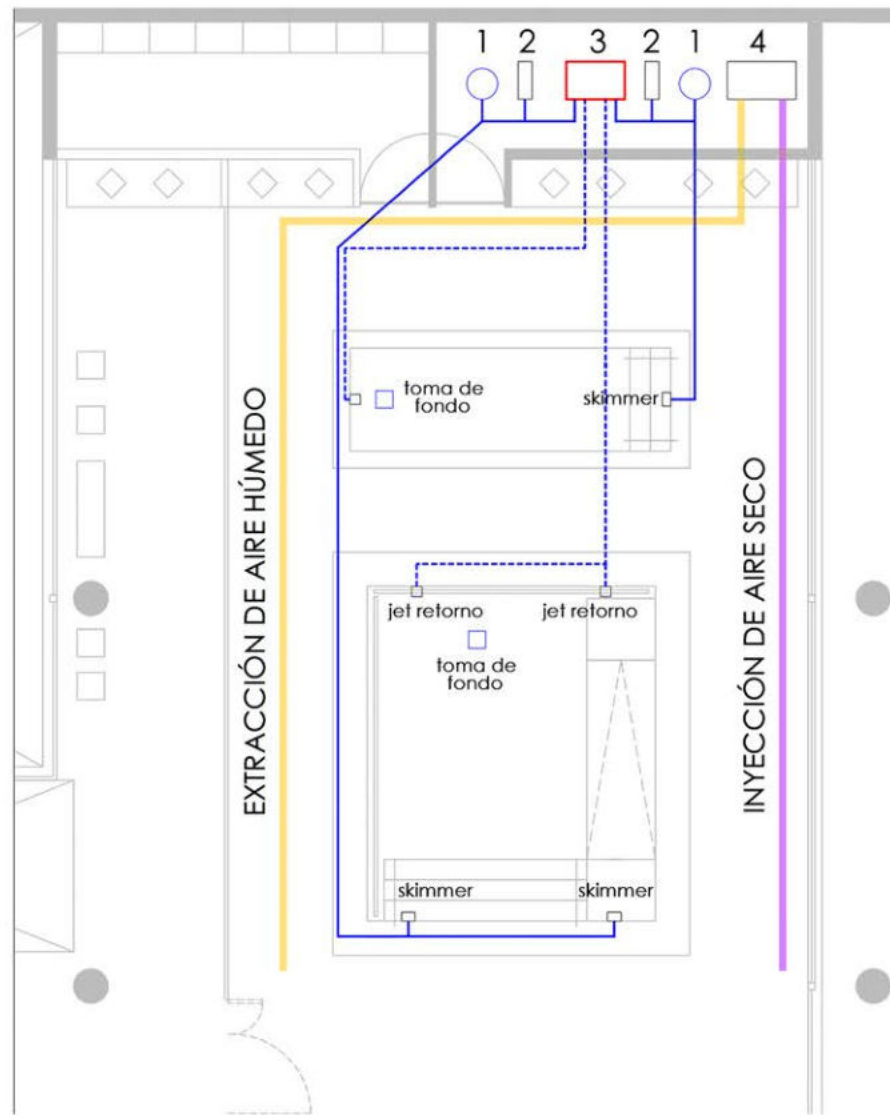 1 2 3 2 1 4
toma de
fondo
skimmer
EXTRACCIÓN DE AIRE HÚMEDO
INYECCIÓN DE AIRE SECO
jet retorno
jet retorno
toma de
fondo
skimmer
skimmer